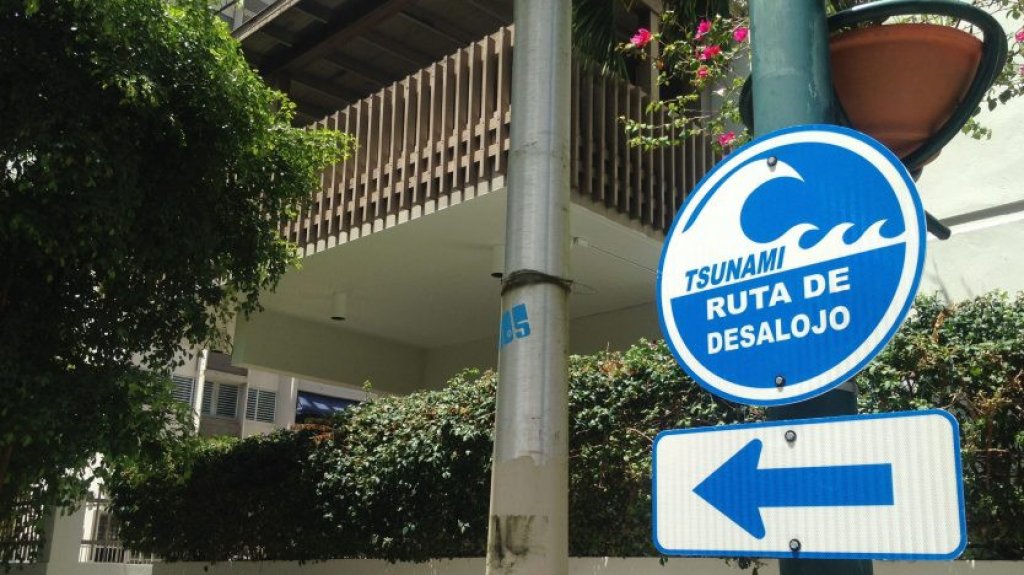 TSUNAMI
RUTA DE
DESALOJO